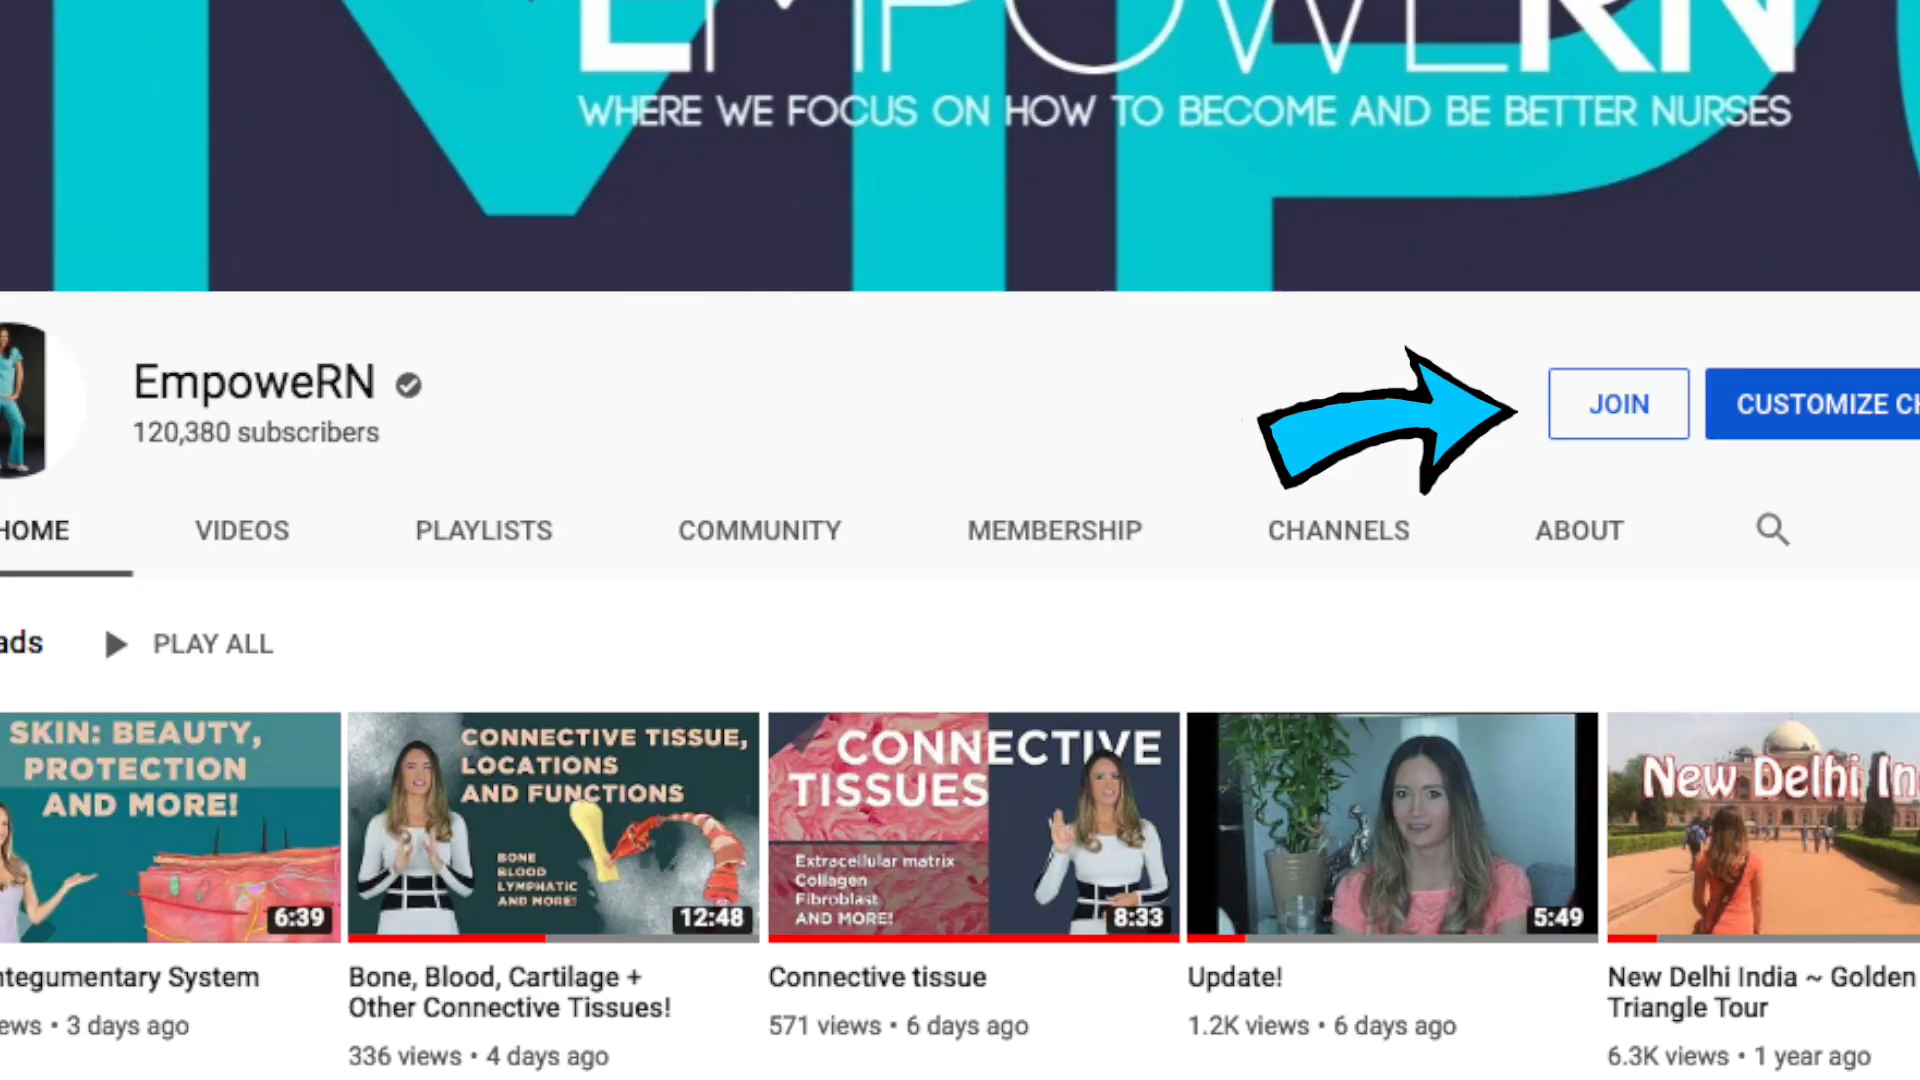 EMPOWERN
WHERE WE FOCUS ON HOW TO BECOME AND BE BETTER NURSES
EmpoweRN
120,380 subscribers
JOIN
CUSTOMIZE CH
HOME VIDEOS PLAYLISTS COMMUNITY MEMBERSHIP CHANNELS ABOUT
ads PLAY ALL
SKIN: BEAUTY,
PROTECTION
AND MORE!
6:39
CONNECTIVE TISSUE,
LOCATIONS
AND FUNCTIONS
BONE
BLOOD
LYMPHATIC
AND MORE!
12:48
CONNECTIVE
TISSUES
Extracellular matrix
Collagen
Fibroblast
AND MORE!
8:33
5:49
New Delhi In
ntegumentary System
ews • 3 days ago
Bone, Blood, Cartilage +
Other Connective Tissues!
336 views • 4 days ago
Connective tissue
571 views • 6 days ago
Update!
1.2K views • 6 days ago
New Delhi India ~ Golden
Triangle Tour
6.3K views • 1 year ago